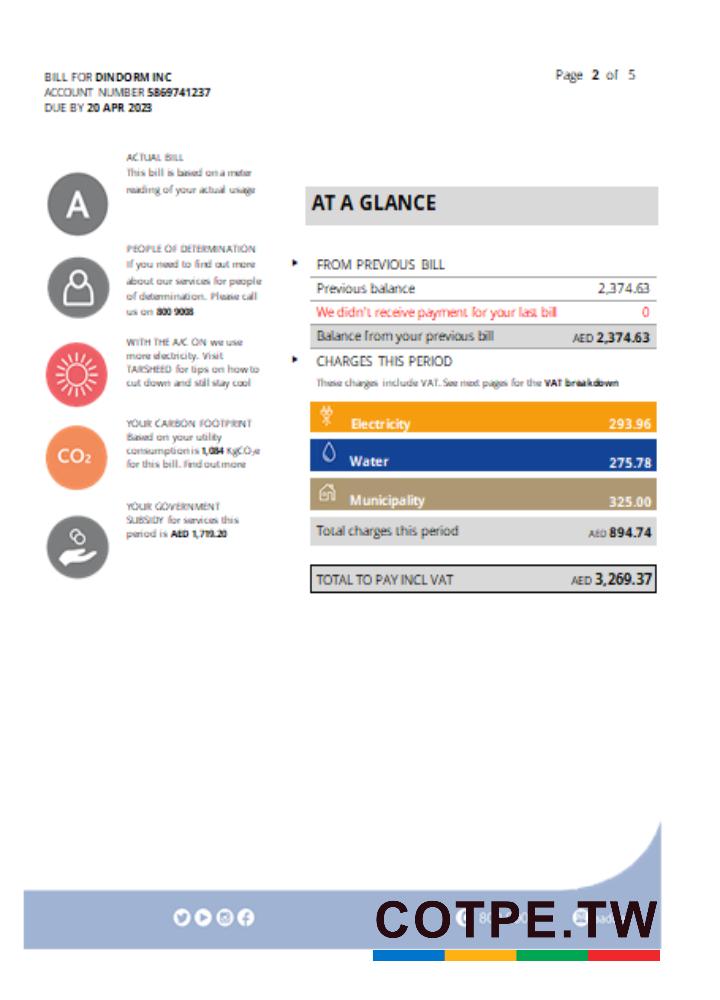 BILL FOR DINDORM INC
ACCOUNT NUMBER 5869741237
DUE BY 20 APR 2023
Page 2 of 5
ACTUAL BILL
This bill is based on a meter
reading of your actual usage
A
PEOPLE OF DETERMINATION
If you need to find out more
about our services for people
of determination. Please call
us on 800 9008
WITH THE A/C ON we use
more electricity. Visit
TARSHEED for tips on how to
cut down and still stay cool
YOUR CARBON FOOTPRINT
Based on your utility
consumption is 1,084 KgCO₂e
for this bill. Find out more
CO₂
YOUR GOVERNMENT
SUBSIDY for services this
period is AED 1,719.20
AT A GLANCE
FROM PREVIOUS BILL
Previous balance 2,374.63
We didn't receive payment for your last bill 0
Balance from your previous bill AED 2,374.63
CHARGES THIS PERIOD
These charges include VAT. See next pages for the VAT breakdown
Electricity 293.96
Water 275.78
Municipality 325.00
Total charges this period AED 894.74
TOTAL TO PAY INCL VAT AED 3,269.37
COTPE.TW